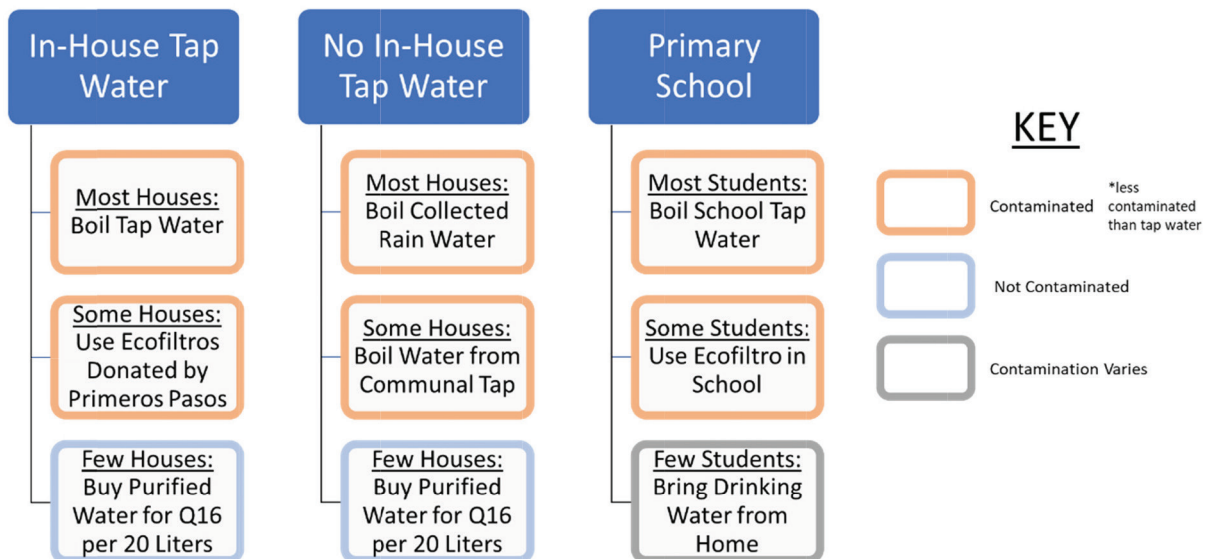 In-House Tap
Water
Most Houses:
Boil Tap Water
Some Houses:
Use Ecofiltros
Donated by
Primeros Pasos
Few Houses:
Buy Purified
Water for Q16
per 20 Liters
No In-House
Tap Water
Most Houses:
Boil Collected
Rain Water
Some Houses:
Boil Water from
Communal Tap
Few Houses:
Buy Purified
Water for Q16
per 20 Liters
Primary
School
Most Students:
Boil School Tap
Water
Some Students:
Use Ecofiltro in
School
Few Students:
Bring Drinking
Water from
Home
KEY
Contaminated
*less
contaminated
than tap water
Not Contaminated
Contamination Varies